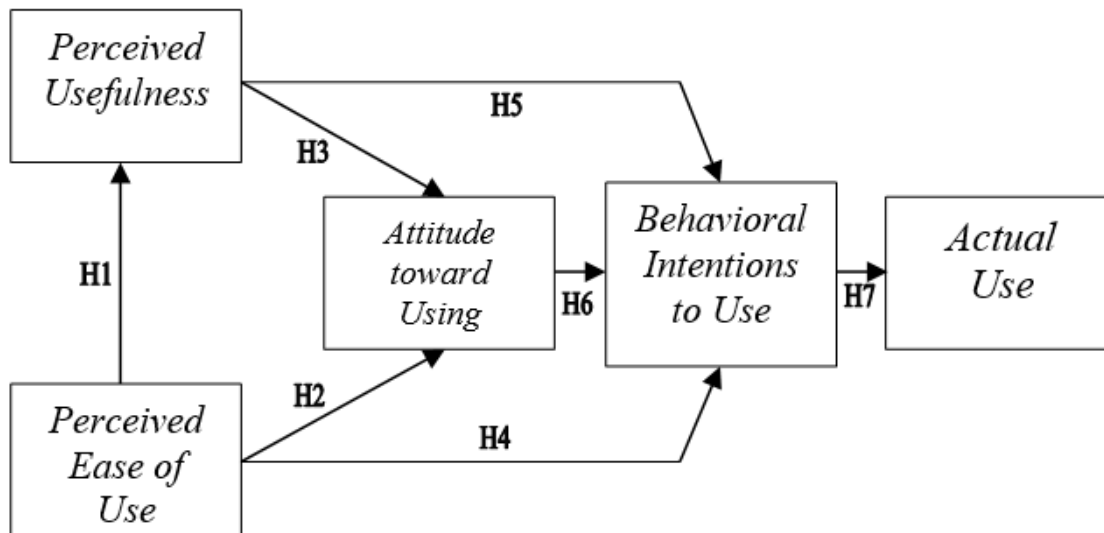 Perceived
Usefulness
H5
H3
H1
Attitude
toward
Using
H6
Behavioral
Intentions
to Use
H7
Actual
Use
H2
H4
Perceived
Ease of
Use